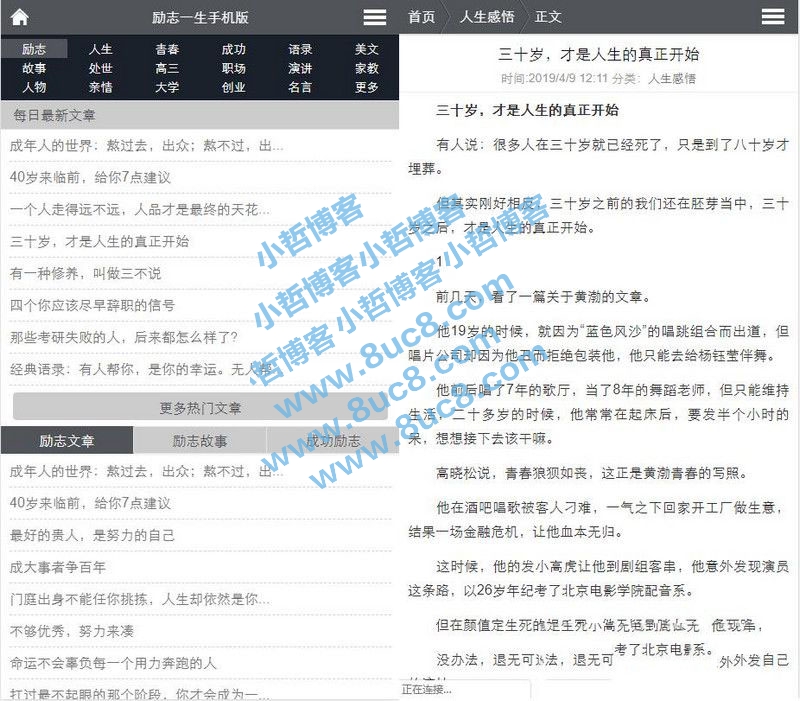 励志一生手机版
励志 人生 青春 成功 语录 美文
故事 处世 高三 职场 演讲 家教
人物 亲情 大学 创业 名言 更多
每日最新文章
成年人的世界：熬过去，出众；熬不过，出...
40岁来临前，给你7点建议
一个人走得远不远，人品才是最终的天花...
三十岁，才是人生的真正开始
有一种修养，叫做三不说
四个你应该尽早辞职的信号
那些考研失败的人，后来都怎么样了?
经典语录：有人帮你，是你的幸运。无人帮
更多热门文章
励志文章 励志故事 成功励志
成年人的世界：熬过去，出众；熬不过，出...
40岁来临前，给你7点建议
最好的贵人，是努力的自己
成大事者争百年
门庭出身不能任你挑拣，人生却依然是你...
不够优秀，努力来凑
命运不会辜负每一个用力奔跑的人
扛过最不起眼的那个阶段，你才会成为一...
首页 人生感悟 正文
三十岁，才是人生的真正开始
时间:2019/4/9 12:11 分类：人生感悟
三十岁，才是人生的真正开始
有人说：很多人在三十岁就已经死了，只是到了八十岁才
埋葬。
但其实刚好相反，三十岁之前的我们还在胚芽当中，三十
岁之后，才是人生的真正开始。
1
前几天，看了一篇关于黄渤的文章。
他19岁的时候，就因为“蓝色风沙”的唱跳组合而出道，但
唱片公司却因为他丑而拒绝包装他，他只能去给杨钰莹伴舞。
他前后唱了7年的歌厅，当了8年的舞蹈老师，但只能维持
生活，二十多岁的时候，他常常在起床后，要发半个小时的
呆，想想接下去该干嘛。
高晓松说，青春狼狈如丧，这正是黄渤青春的写照。
他在酒吧唱歌被客人刁难，一气之下回家开工厂做生意，
结果一场金融危机，让他血本无归。
这时候，他的发小高虎让他到剧组客串，他意外发现演员
这条路，以26岁年纪考了北京电影学院配音系。
但在颜值定生死的
考了北京电影系。
没办法，退无可 法，退无可 外外发自己
正在连接...
小哲博客
小哲博客小哲博客
小哲博客 小哲博客
哲博客 小哲博客
www.8uc8.com
www.8uc8.com
www.8uc8.com